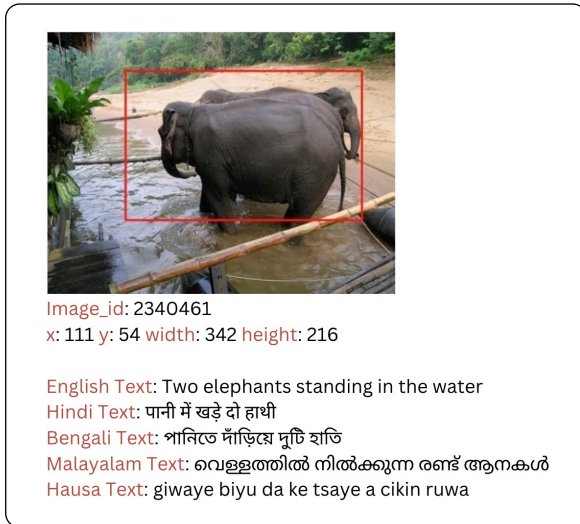 Image_id: 2340461
x: 111 y: 54 width: 342 height: 216
English Text: Two elephants standing in the water
Hindi Text: पानी में खड़े दो हाथी
Bengali Text: পানিতে দাঁড়িয়ে দুটি হাতি
Malayalam Text: വെള്ളത്തിൽ നിൽക്കുന്ന രണ്ട് ആനകൾ
Hausa Text: giwaye biyu da ke tsaye a cikin ruwa